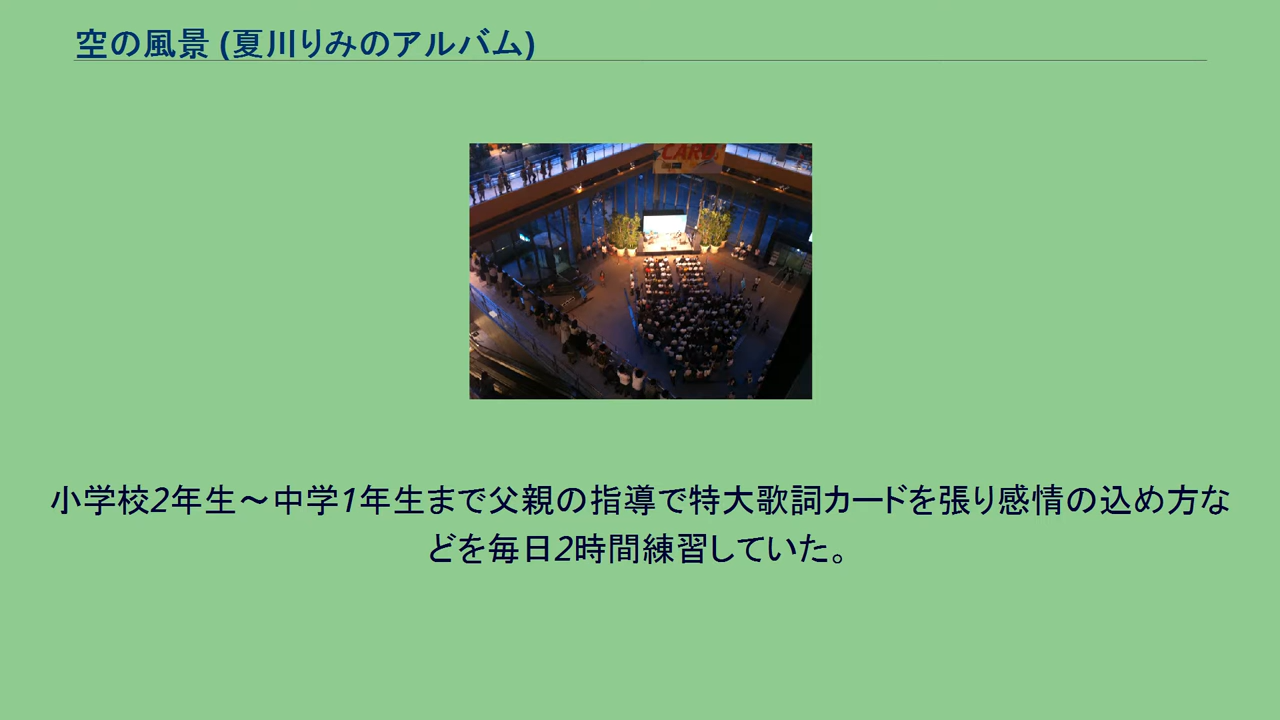 空の風景 (夏川りみのアルバム)
CARD
小学校2年生～中学1年生まで父親の指導で特大歌詞カードを張り感情の込め方な
どを毎日2時間練習していた。